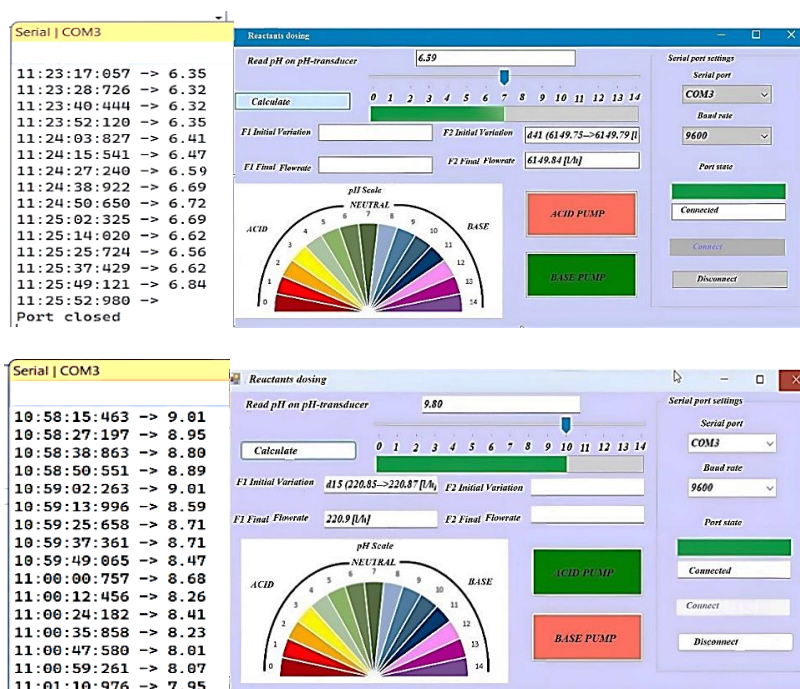 Serial | COM3
11:23:17:057 -> 6.35
11:23:28:726 -> 6.32
11:23:40:444 -> 6.32
11:23:52:120 -> 6.35
11:24:03:827 -> 6.41
11:24:15:541 -> 6.47
11:24:27:240 -> 6.59
11:24:38:922 -> 6.69
11:24:50:650 -> 6.72
11:25:02:325 -> 6.69
11:25:14:020 -> 6.62
11:25:25:724 -> 6.56
11:25:37:429 -> 6.62
11:25:49:121 -> 6.84
11:25:52:980 ->
Port closed
Reactants dosing
Read pH on pH-transducer 6.59
0 1 2 3 4 5 6 7 8 9 10 11 12 13 14
Calculate
F1 Initial Variation
F2 Initial Variation d41 (6149.75-->6149.79 [l
F1 Final Flowrate
F2 Final Flowrate 6149.84 [l/h]
pH Scale
NEUTRAL
ACID
BASE
0 1 2 3 4 5 6 7 8 9 10 11 12 13 14
ACID PUMP
BASE PUMP
Serial port settings
Serial port
COM3
Baud rate
9600
Port state
Connected
Connect
Disconnect
Serial | COM3
10:58:15:463 -> 9.01
10:58:27:197 -> 8.95
10:58:38:863 -> 8.80
10:58:50:551 -> 8.89
10:59:02:263 -> 9.01
10:59:13:996 -> 8.59
10:59:25:658 -> 8.71
10:59:37:361 -> 8.71
10:59:49:065 -> 8.47
11:00:00:757 -> 8.68
11:00:12:456 -> 8.26
11:00:24:182 -> 8.41
11:00:35:858 -> 8.23
11:00:47:580 -> 8.01
11:00:59:261 -> 8.07
11:01:10:976 -> 7.95
Reactants dosing
Read pH on pH-transducer 9.80
0 1 2 3 4 5 6 7 8 9 10 11 12 13 14
Calculate
F1 Initial Variation d15 (220.85-->220.87 [l/h]
F2 Initial Variation
F1 Final Flowrate 220.9 [l/h]
F2 Final Flowrate
pH Scale
NEUTRAL
ACID
BASE
0 1 2 3 4 5 6 7 8 9 10 11 12 13 14
ACID PUMP
BASE PUMP
Serial port settings
Serial port
COM3
Baud rate
9600
Port state
Connected
Connect
Disconnect